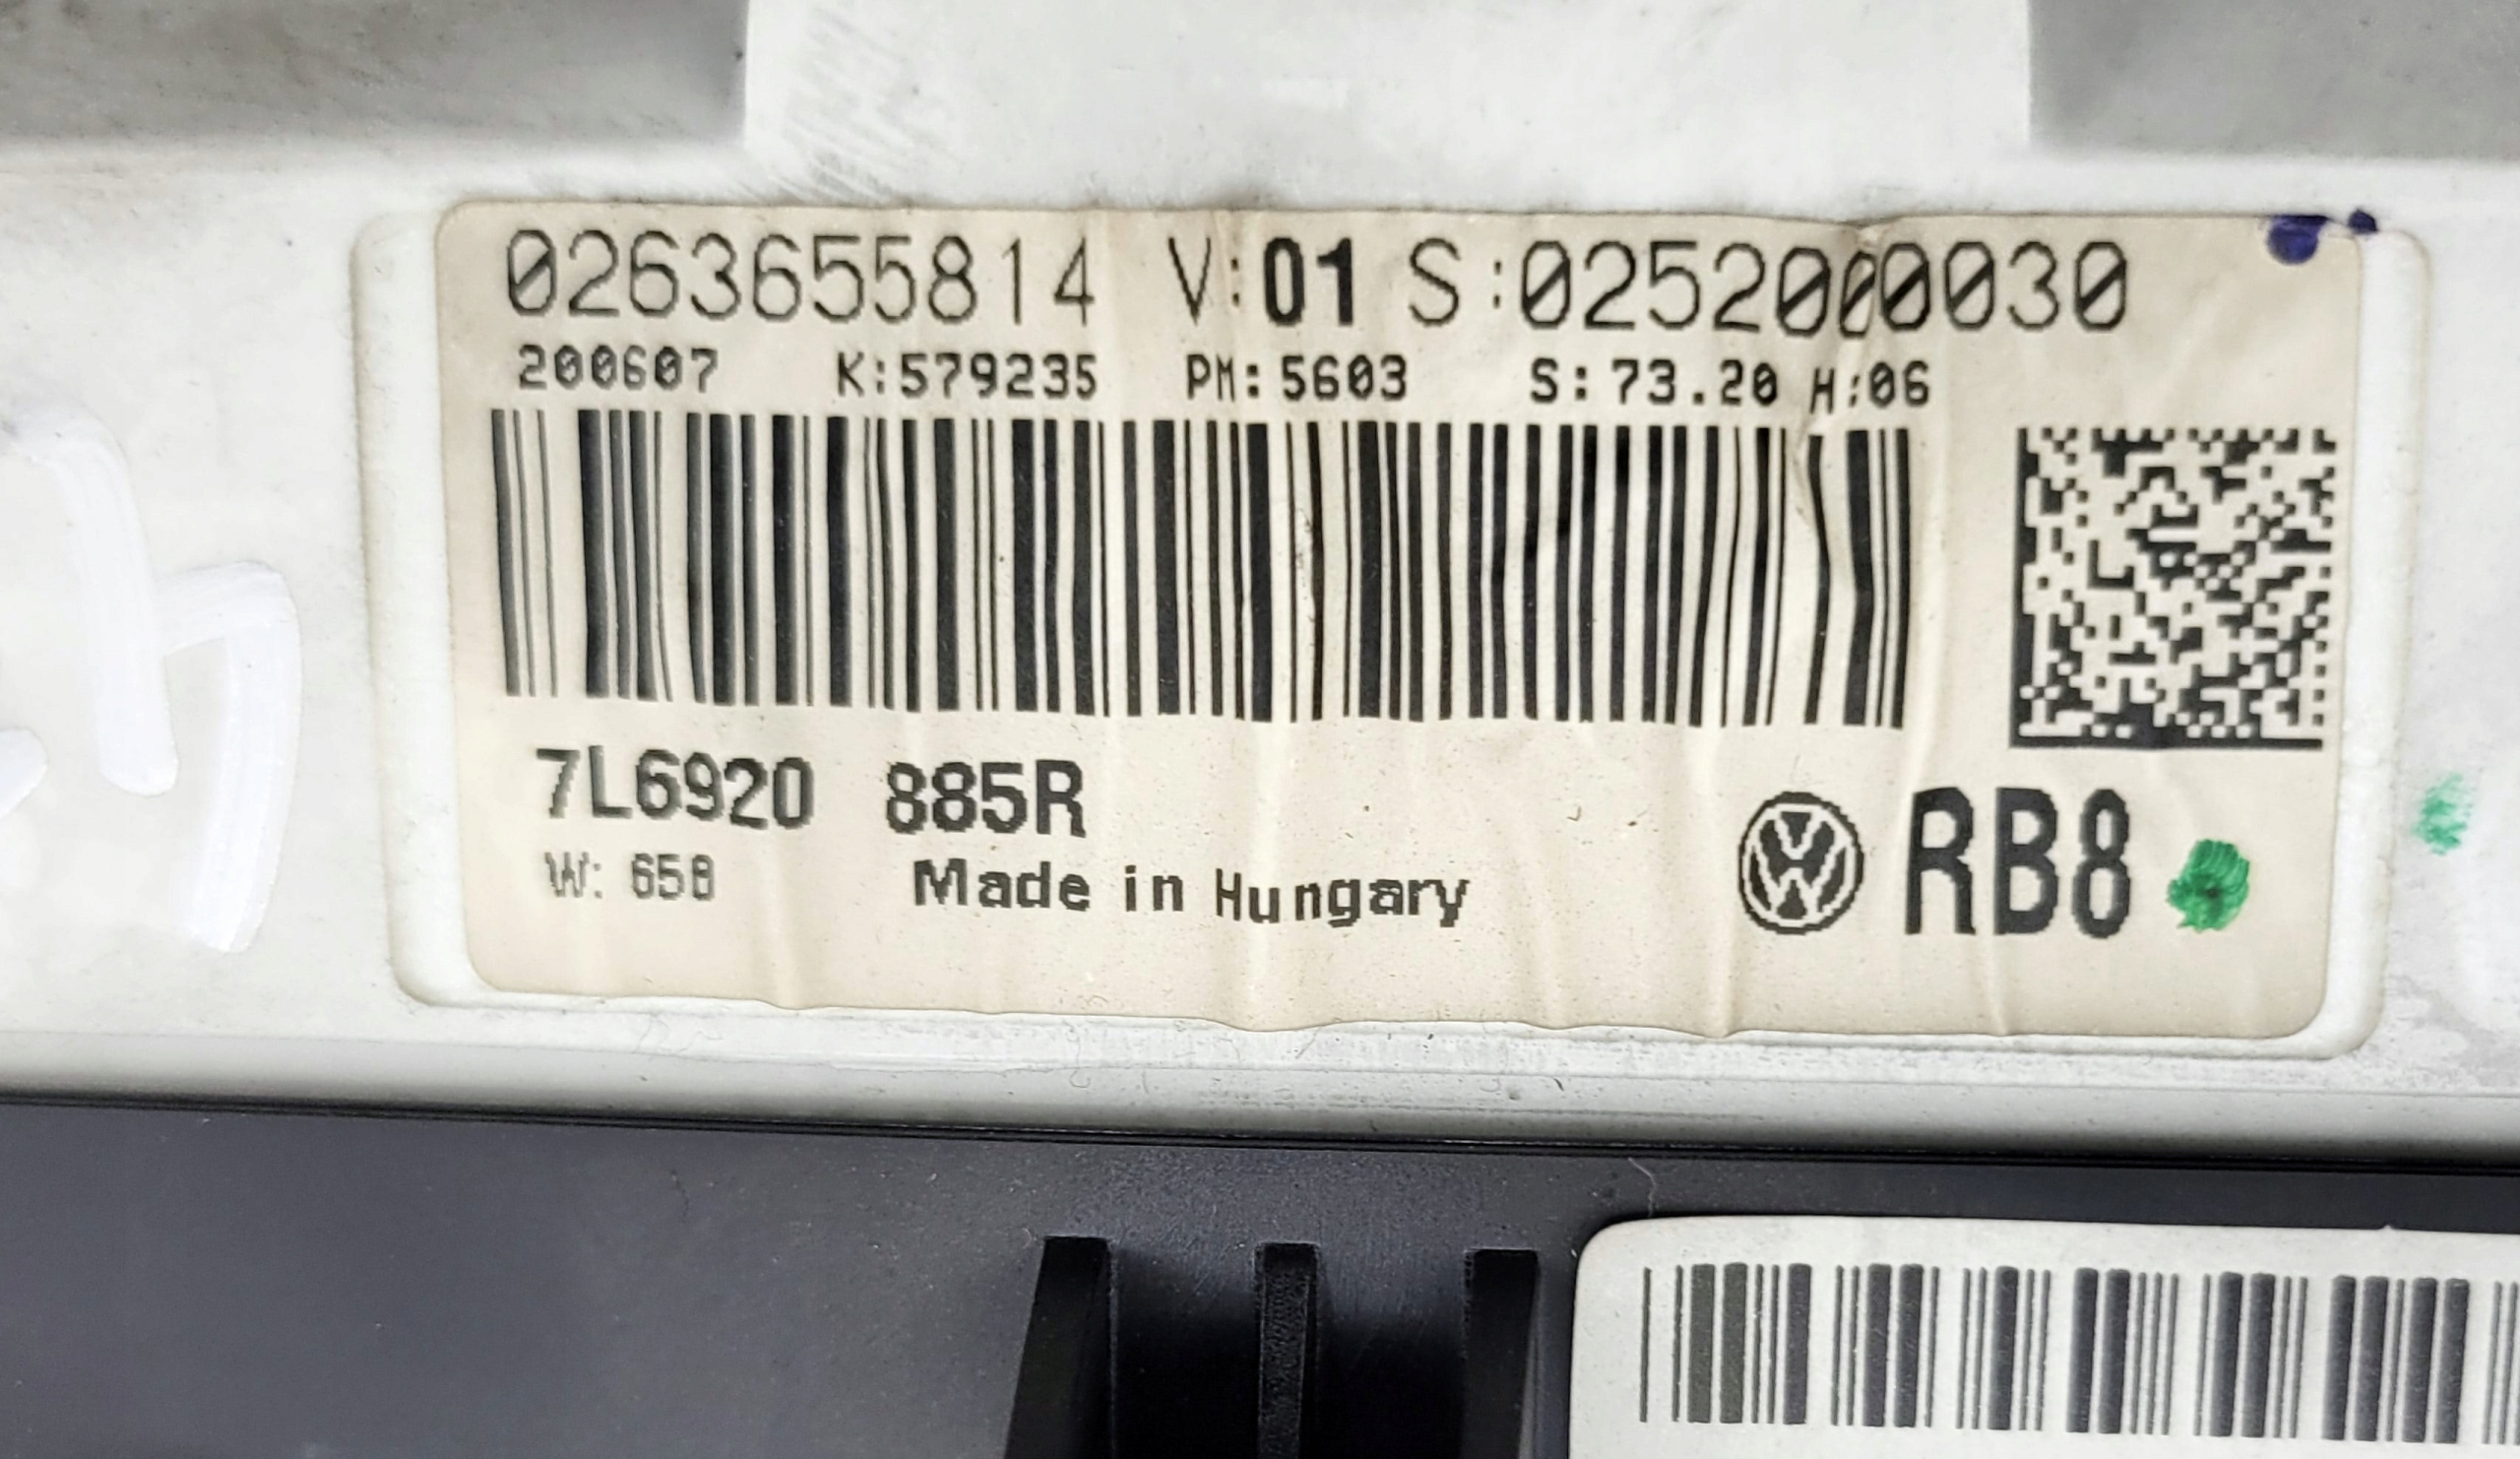 0263655814 V:01 S:0252000030
200607 K:579235 PM:5603 S:73.20 H:06
7L6920 885R
W: 658 Made in Hungary
RB8